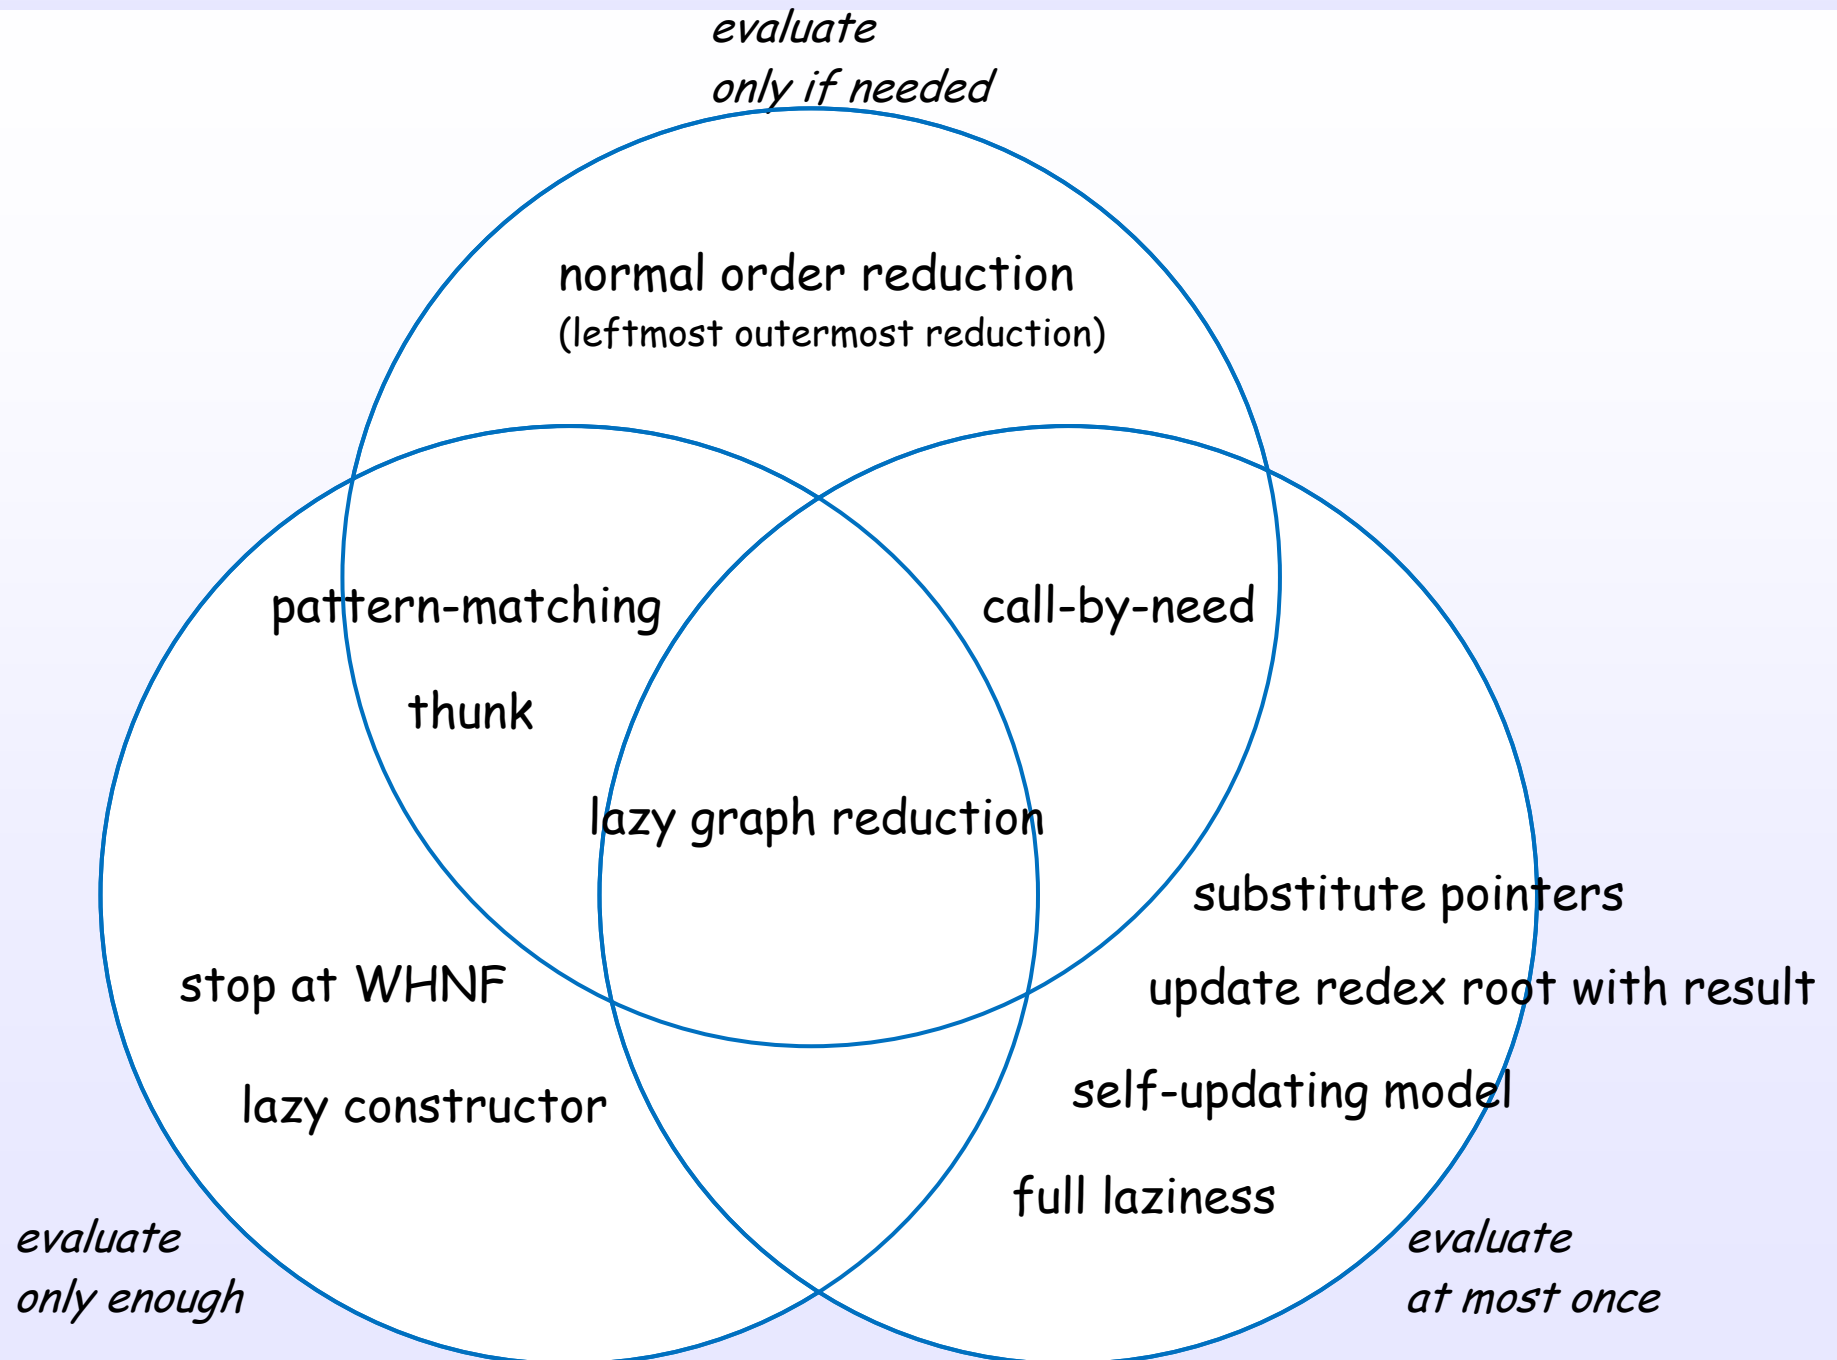 evaluate
only if needed
normal order reduction
(leftmost outermost reduction)
pattern-matching
call-by-need
thunk
lazy graph reduction
substitute pointers
stop at WHNF
update redex root with result
lazy constructor
self-updating model
full laziness
evaluate
only enough
evaluate
at most once